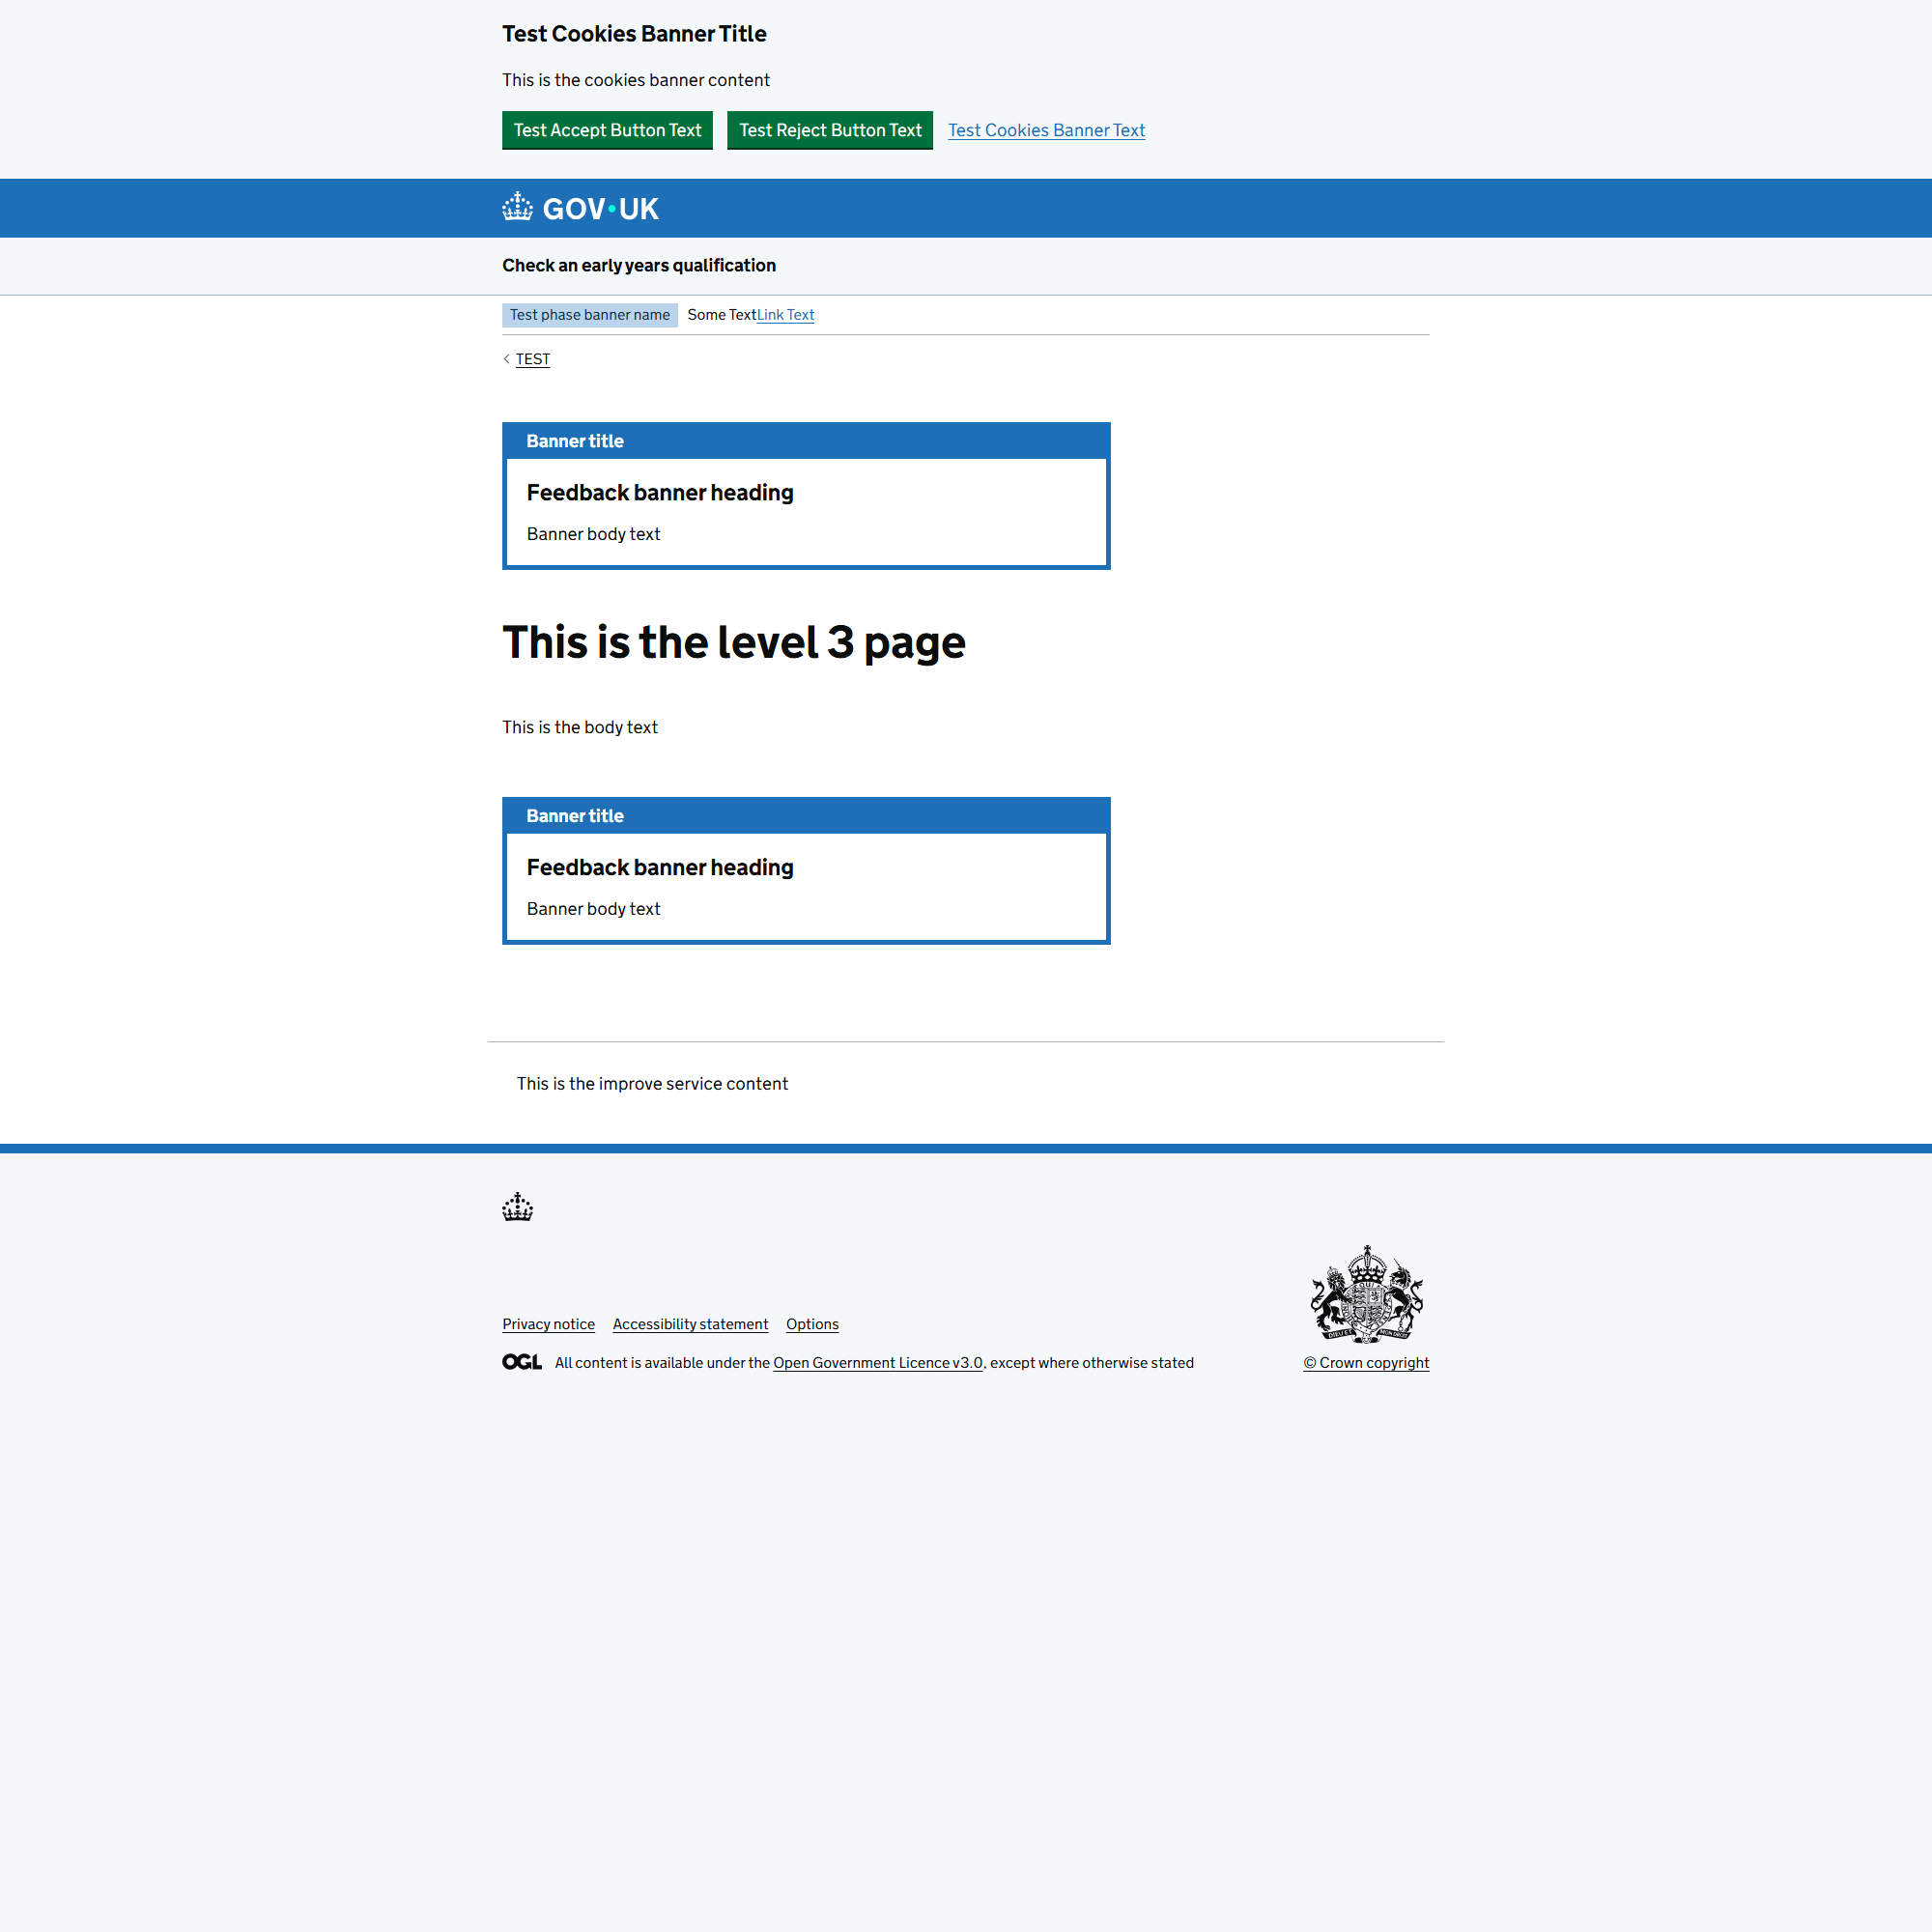 Test Cookies Banner Title
This is the cookies banner content
Test Accept Button Text Test Reject Button Text Test Cookies Banner Text
GOV·UK
Check an early years qualification
Test phase banner name Some TextLink Text
TEST
Banner title
Feedback banner heading
Banner body text
This is the level 3 page
This is the body text
Banner title
Feedback banner heading
Banner body text
This is the improve service content
Privacy notice Accessibility statement Options
OGL All content is available under the Open Government Licence v3.0, except where otherwise stated
© Crown copyright